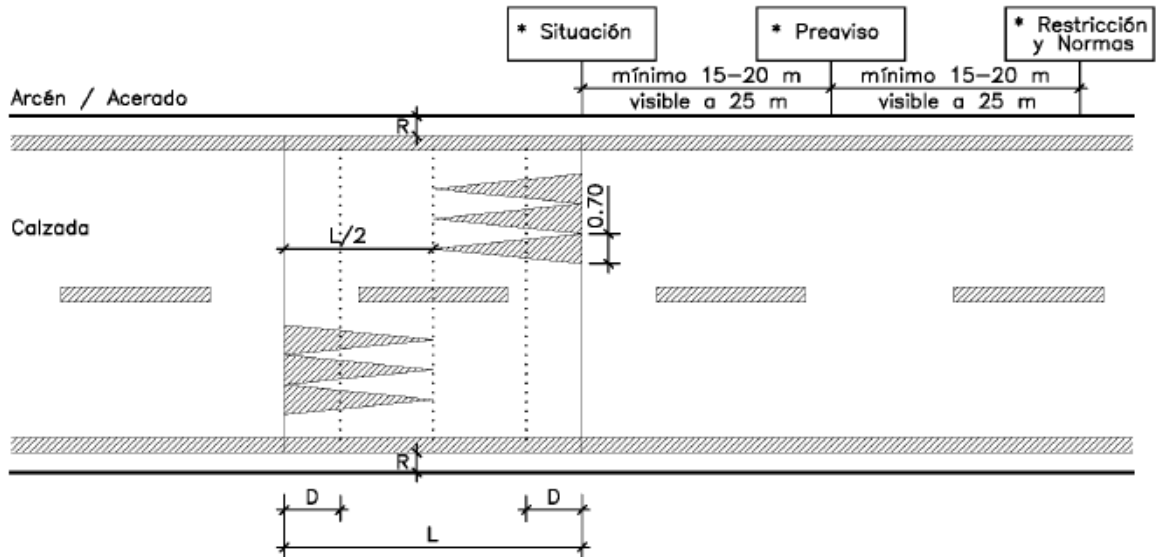 * Situación
* Preaviso
* Restricción
y Normas
mínimo 15-20 m
mínimo 15-20 m
visible a 25 m
visible a 25 m
Arcén / Acerado
R
0.70
Calzada
L/2
R
D
D
L